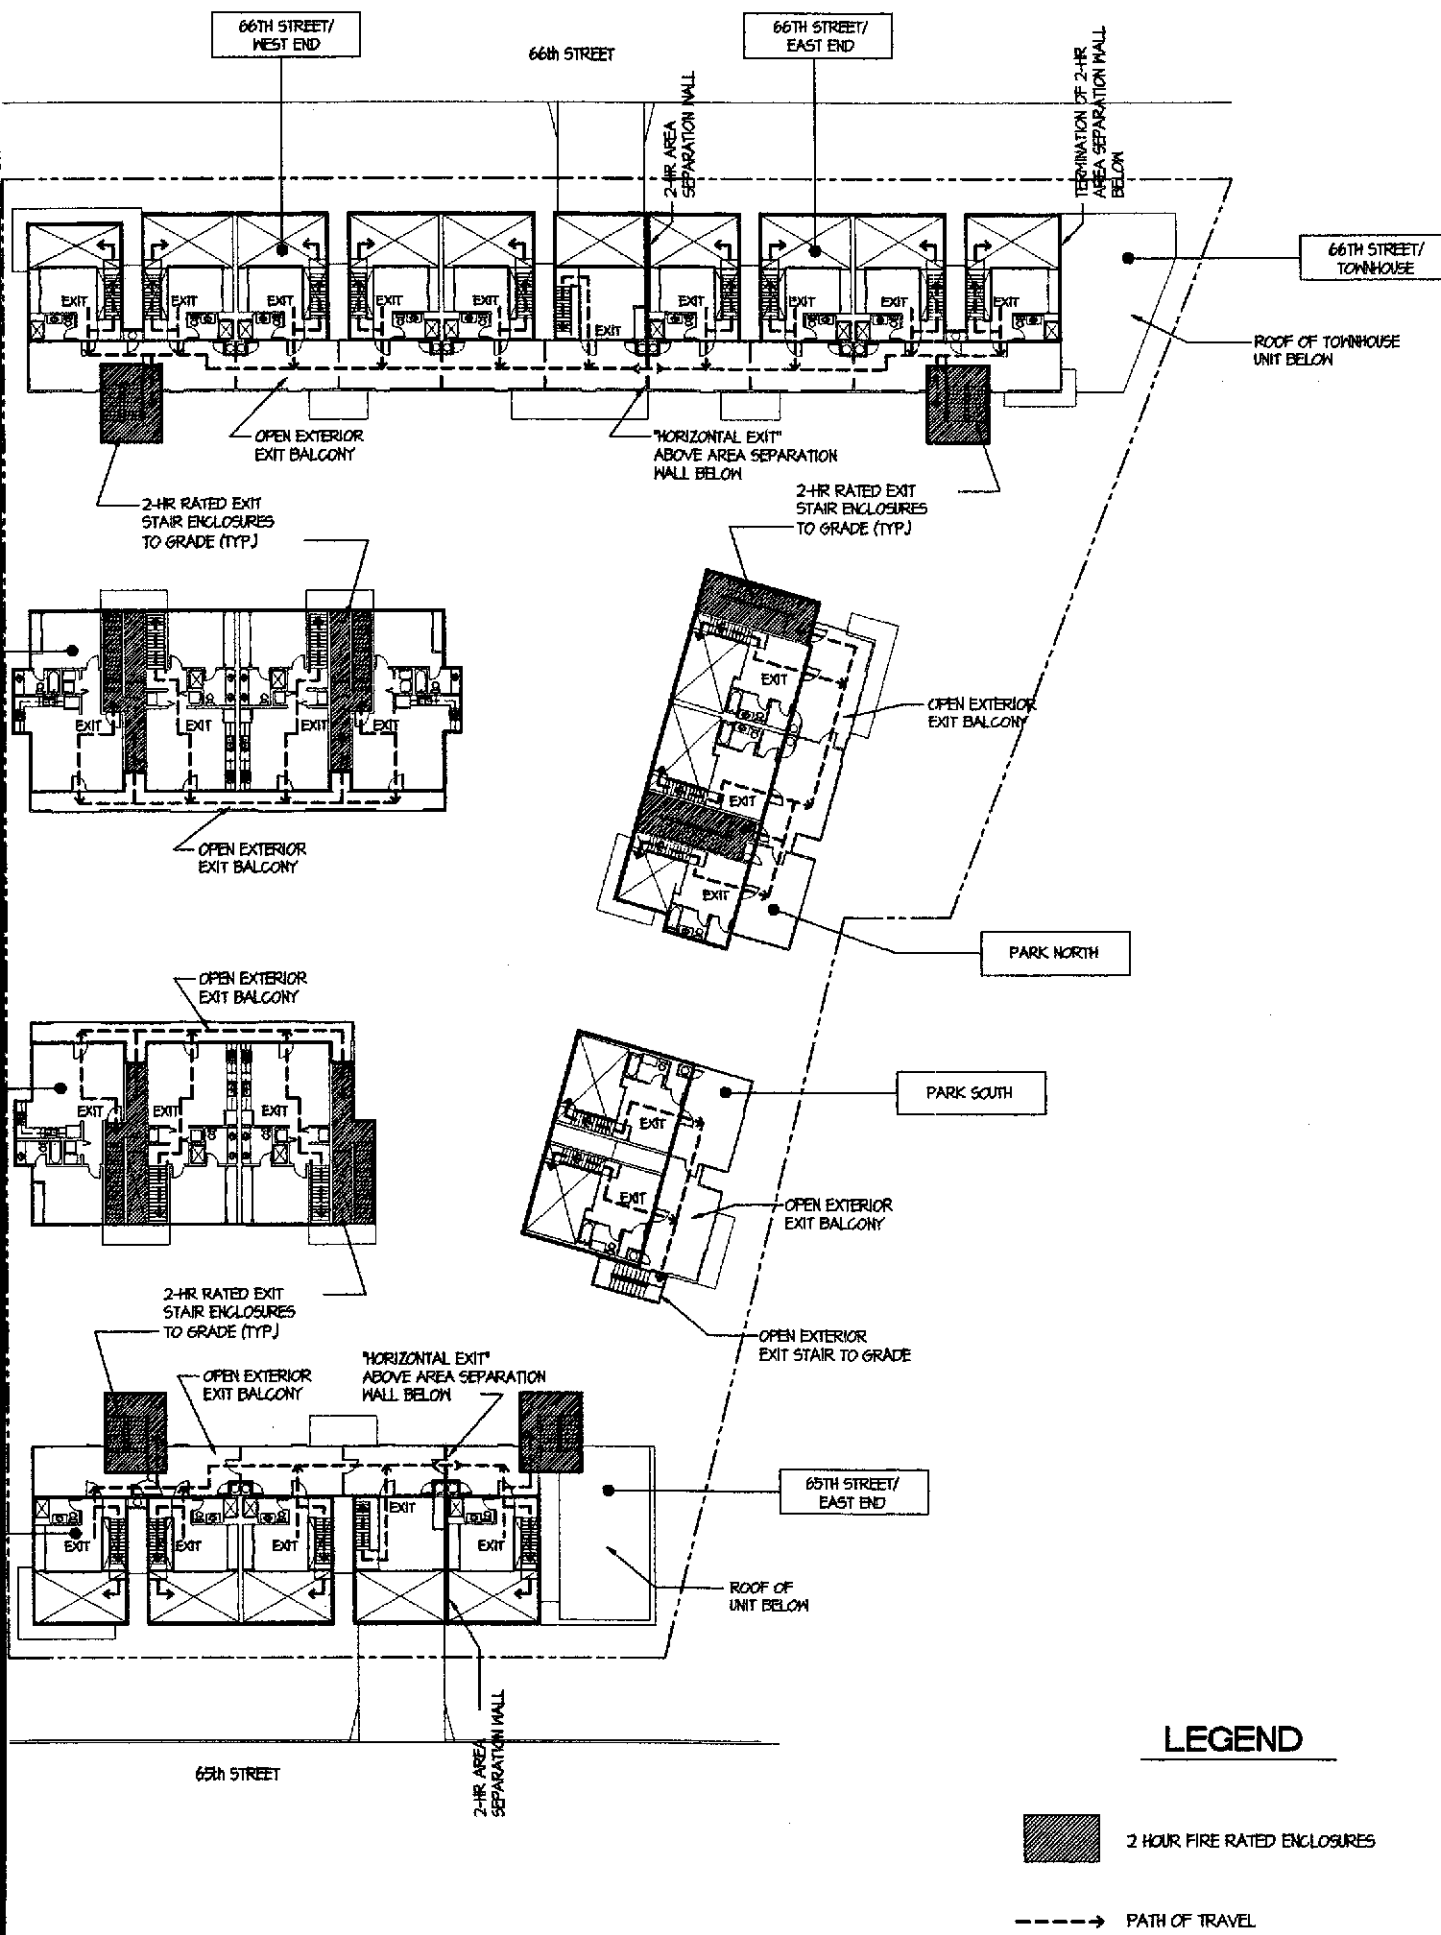 66TH STREET/
WEST END
66th STREET
66TH STREET/
EAST END
2-HR AREA
SEPARATION WALL
TERMINATION OF 2-HR
AREA SEPARATION WALL
BELOW
66TH STREET/
TOWNHOUSE
EXIT
EXIT
EXIT
EXIT
EXIT
EXIT
EXIT
EXIT
EXIT
EXIT
ROOF OF TOWNHOUSE
UNIT BELOW
OPEN EXTERIOR
EXIT BALCONY
"HORIZONTAL EXIT"
ABOVE AREA SEPARATION
WALL BELOW
2-HR RATED EXIT
STAIR ENCLOSURES
TO GRADE (TYP.)
2-HR RATED EXIT
STAIR ENCLOSURES
TO GRADE (TYP.)
EXIT
EXIT
EXIT
EXIT
EXIT
OPEN EXTERIOR
EXIT BALCONY
EXIT
EXIT
OPEN EXTERIOR
EXIT BALCONY
PARK NORTH
OPEN EXTERIOR
EXIT BALCONY
EXIT
EXIT
EXIT
PARK SOUTH
EXIT
EXIT
OPEN EXTERIOR
EXIT BALCONY
2-HR RATED EXIT
STAIR ENCLOSURES
TO GRADE (TYP.)
OPEN EXTERIOR
EXIT STAIR TO GRADE
"HORIZONTAL EXIT"
ABOVE AREA SEPARATION
WALL BELOW
OPEN EXTERIOR
EXIT BALCONY
65TH STREET/
EAST END
EXIT
EXIT
EXIT
EXIT
EXIT
ROOF OF
UNIT BELOW
2-HR AREA
SEPARATION WALL
65th STREET
LEGEND
2 HOUR FIRE RATED ENCLOSURES
PATH OF TRAVEL